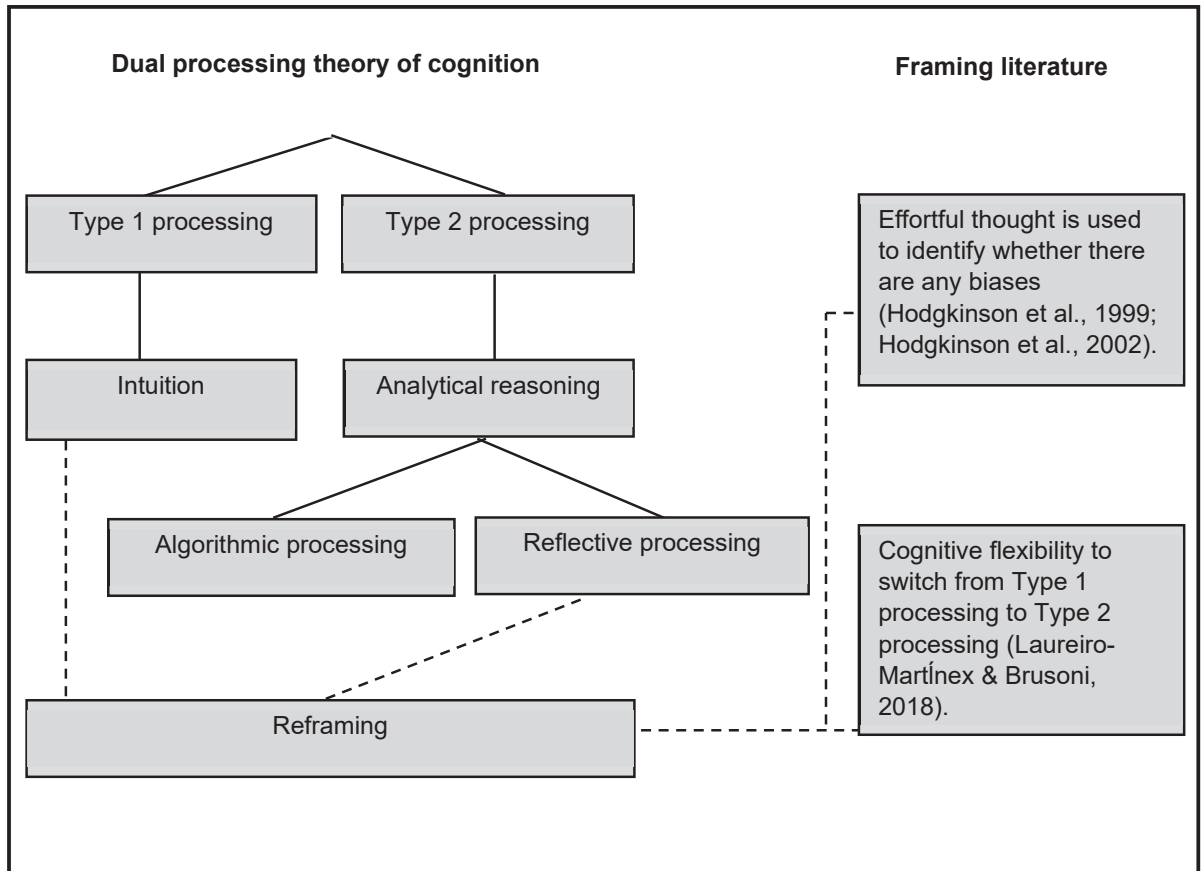 Dual processing theory of cognition
Framing literature
Type 1 processing
Type 2 processing
Effortful thought is used
to identify whether there
are any biases
(Hodgkinson et al., 1999;
Hodgkinson et al., 2002).
Intuition
Analytical reasoning
Algorithmic processing
Reflective processing
Cognitive flexibility to
switch from Type 1
processing to Type 2
processing (Laureiro-
MartÍnex & Brusoni,
2018).
Reframing